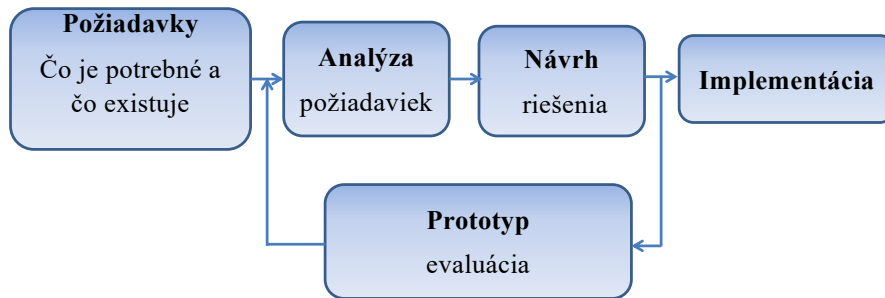 Požiadavky
Čo je potrebné a
čo existuje
Analýza
požiadaviek
Návrh
riešenia
Implementácia
Prototyp
evaluácia